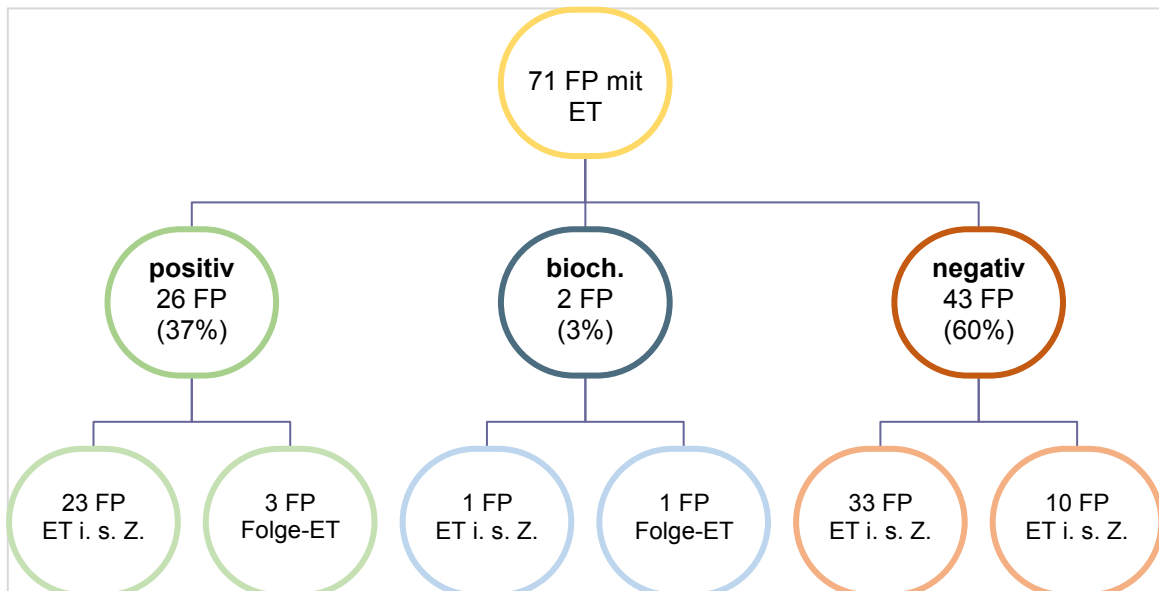 71 FP mit
ET
positiv
26 FP
(37%)
bioch.
2 FP
(3%)
negativ
43 FP
(60%)
23 FP
ET i. s. Z.
3 FP
Folge-ET
1 FP
ET i. s. Z.
1 FP
Folge-ET
33 FP
ET i. s. Z.
10 FP
ET i. s. Z.